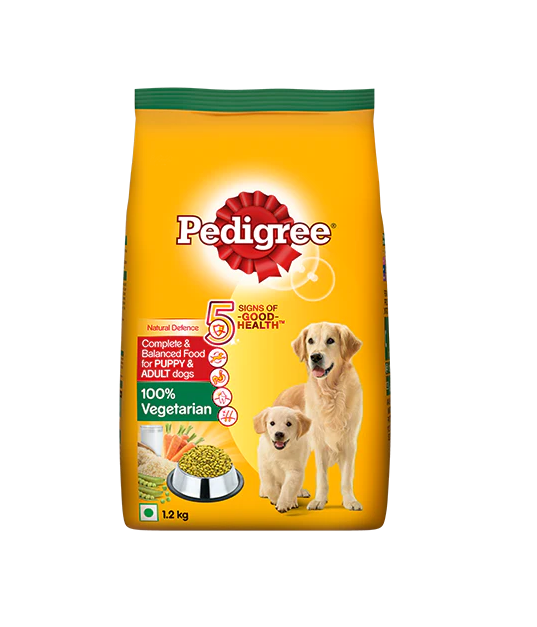 Pedigree®
5 SIGNS OF
-GOOD-
HEALTH™
Natural Defence
Complete &
Balanced Food
for PUPPY &
ADULT dogs
100%
Vegetarian
1.2 kg